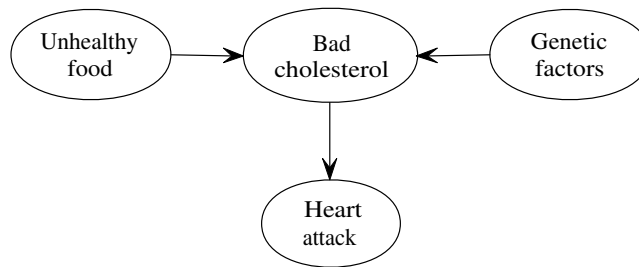 Unhealthy
food
Bad
cholesterol
Genetic
factors
Heart
attack